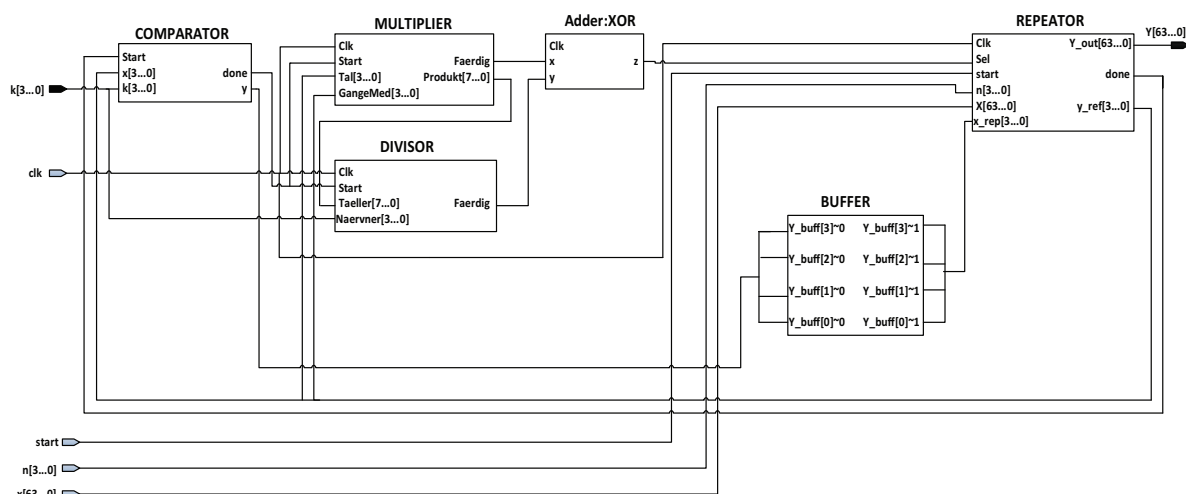 COMPARATOR
Start
x[3...0]
k[3...0]
done
y
k[3...0]
clk
MULTIPLIER
Clk
Start
Tal[3...0]
GangeMed[3...0]
Faerdig
Produkt[7...0]
DIVISOR
Clk
Start
Taeller[7...0]
Naervner[3...0]
Faerdig
Adder:XOR
Clk
x
y
z
BUFFER
Y_buff[3]~0 Y_buff[3]~1
Y_buff[2]~0 Y_buff[2]~1
Y_buff[1]~0 Y_buff[1]~1
Y_buff[0]~0 Y_buff[0]~1
REPEATOR
Clk
Sel
start
n[3...0]
X[63...0]
x_rep[3...0]
Y_out[63...0]
done
y_ref[3...0]
Y[63...0]
start
n[3...0]
x[63...0]